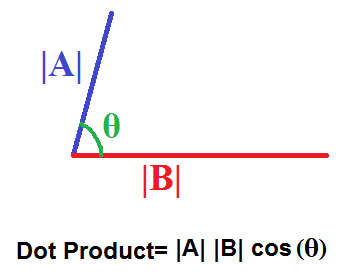 |A|
θ
|B|
Dot Product= |A| |B| cos (θ)